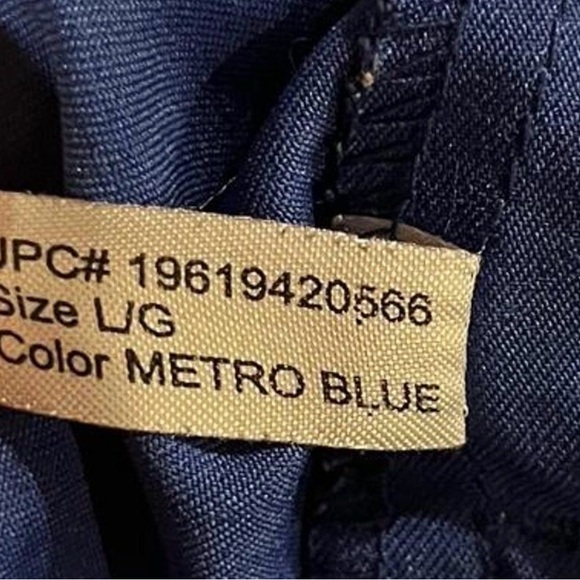 UPC# 19619420566
Size L/G
Color METRO BLUE